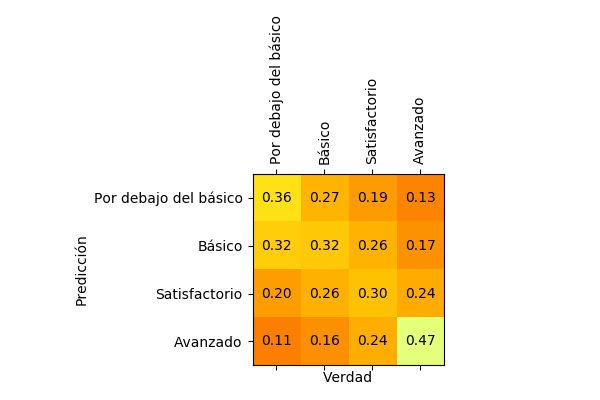 Por debajo del básico
Básico
Satisfactorio
Avanzado
Predicción
Por debajo del básico 0.36 0.27 0.19 0.13
Básico 0.32 0.32 0.26 0.17
Satisfactorio 0.20 0.26 0.30 0.24
Avanzado 0.11 0.16 0.24 0.47
Verdad